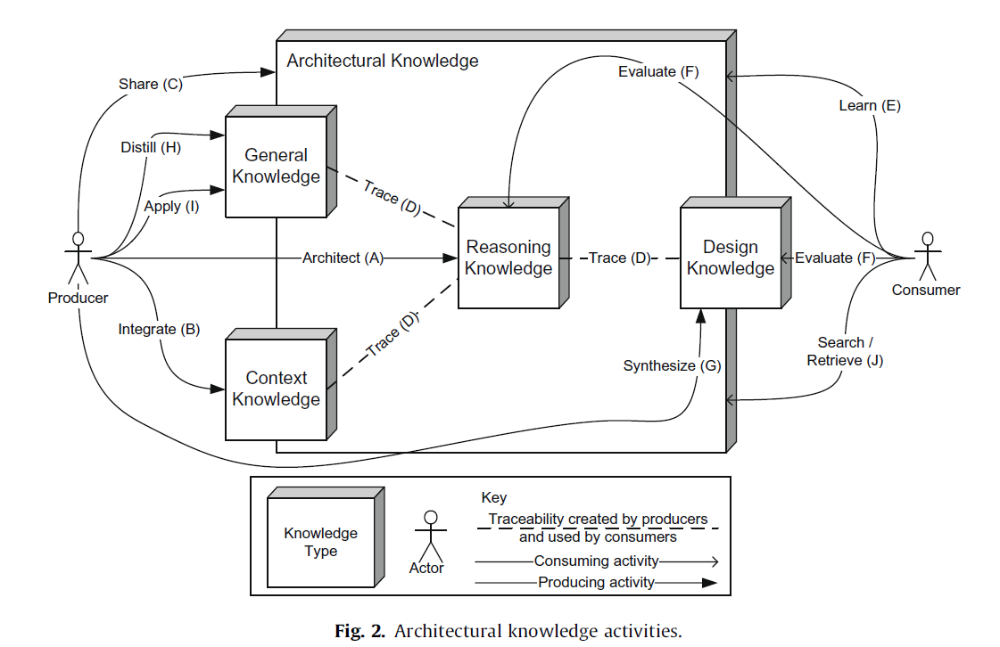 Architectural Knowledge
Evaluate (F)
Share (C)
Learn (E)
Distill (H)
General
Knowledge
Trace (D)
Apply (I)
Reasoning
Knowledge
Design
Knowledge
Architect (A)
Trace (D)
Evaluate (F)
Producer
Consumer
Integrate (B)
Trace (D)
Search /
Retrieve (J)
Synthesize (G)
Context
Knowledge
Key
Knowledge
Type
Actor
Traceability created by producers
and used by consumers
Consuming activity
Producing activity
Fig. 2. Architectural knowledge activities.